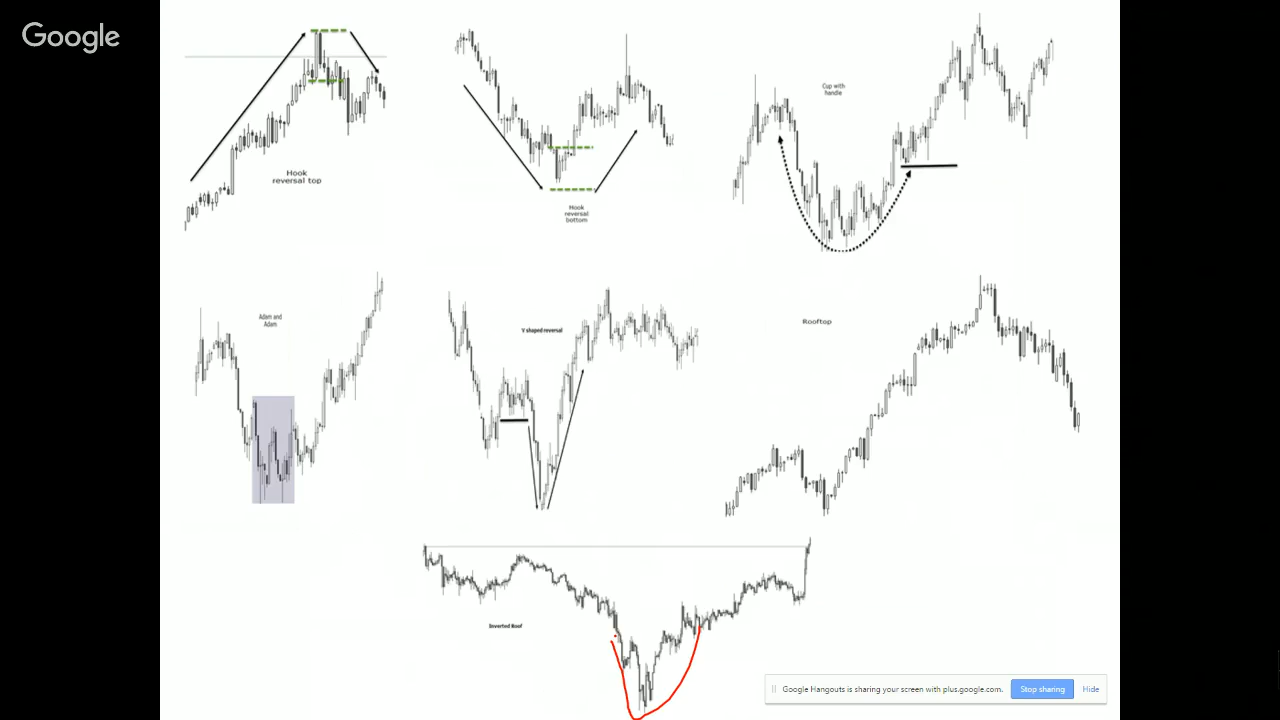 Google
Hook
reversal top
Hook
reversal
bottom
Cup with
handle
Adam and
Adam
V shaped reversal
Rooftop
Inverted Roof
Google Hangouts is sharing your screen with plus.google.com.
Stop sharing
Hide